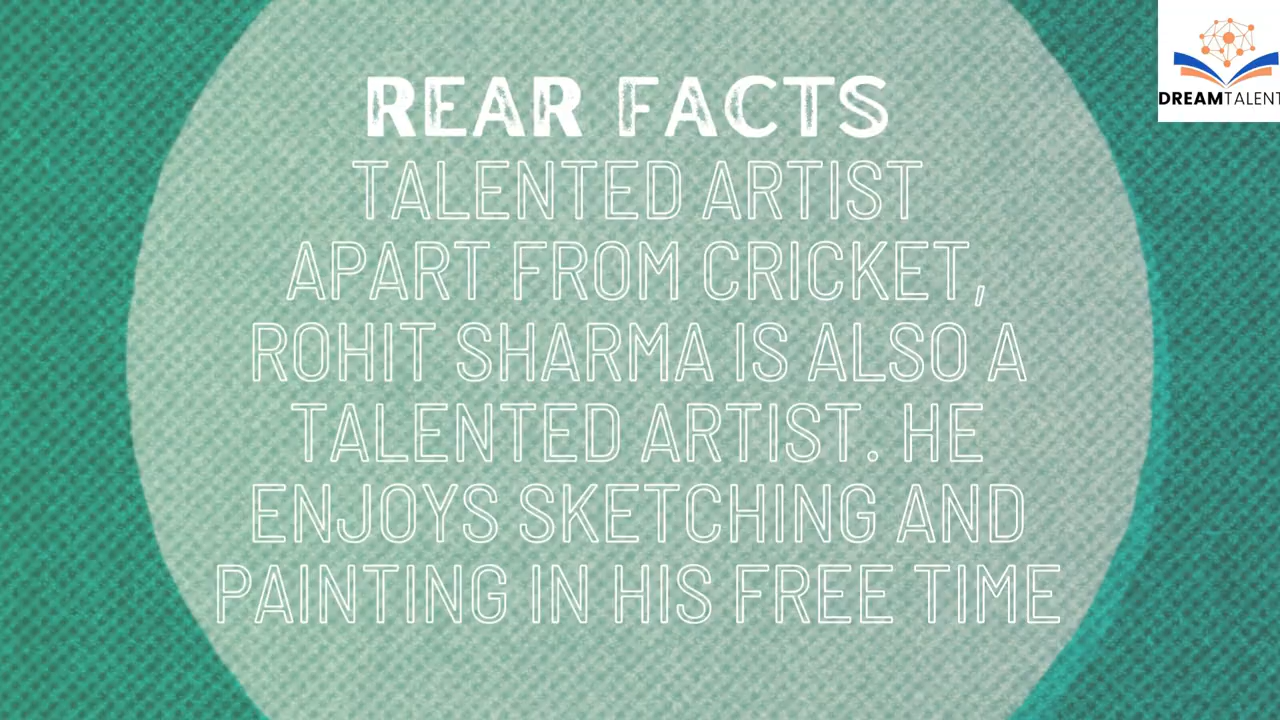 REAR FACTS
TALENTED ARTIST
APART FROM CRICKET,
ROHIT SHARMA IS ALSO A
TALENTED ARTIST. HE
ENJOYS SKETCHING AND
PAINTING IN HIS FREE TIME
DREAMTALENT